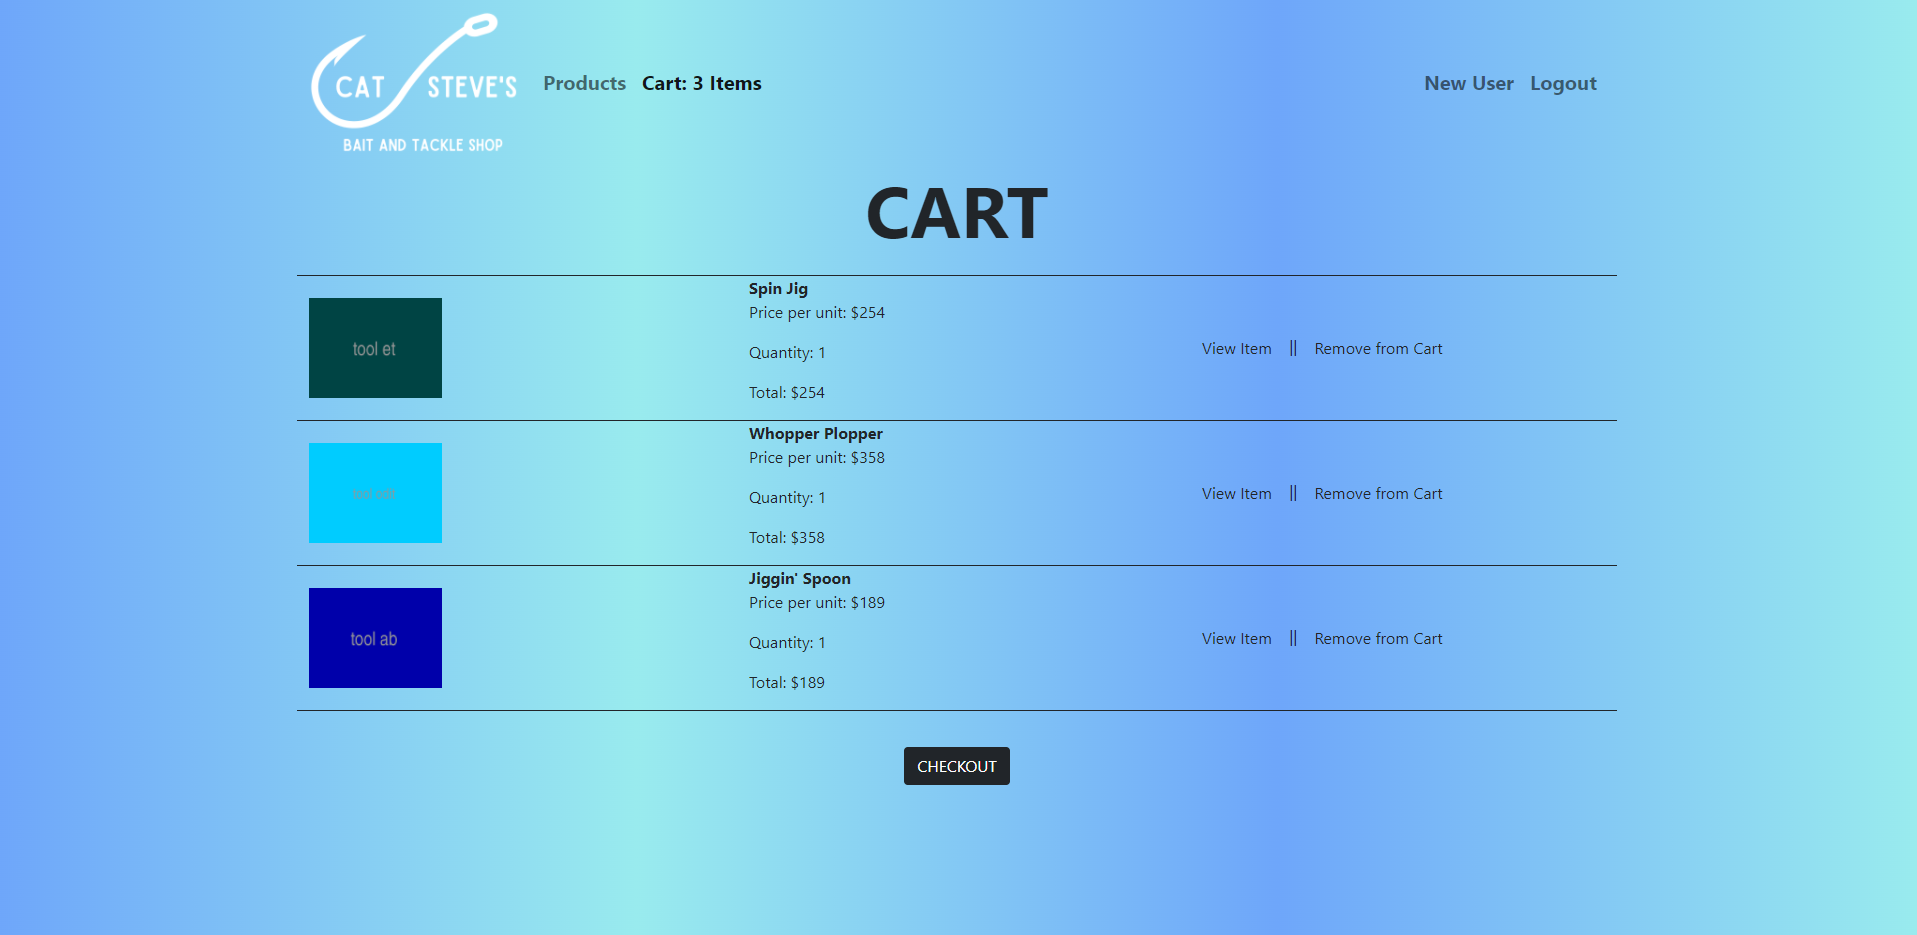 CAT STEVE'S
BAIT AND TACKLE SHOP
Products Cart: 3 Items New User Logout
CART
tool et
Spin Jig
Price per unit: $254
Quantity: 1
Total: $254
View Item || Remove from Cart
Whopper Plopper
Price per unit: $358
Quantity: 1
Total: $358
View Item || Remove from Cart
tool ab
Jiggin' Spoon
Price per unit: $189
Quantity: 1
Total: $189
View Item || Remove from Cart
CHECKOUT